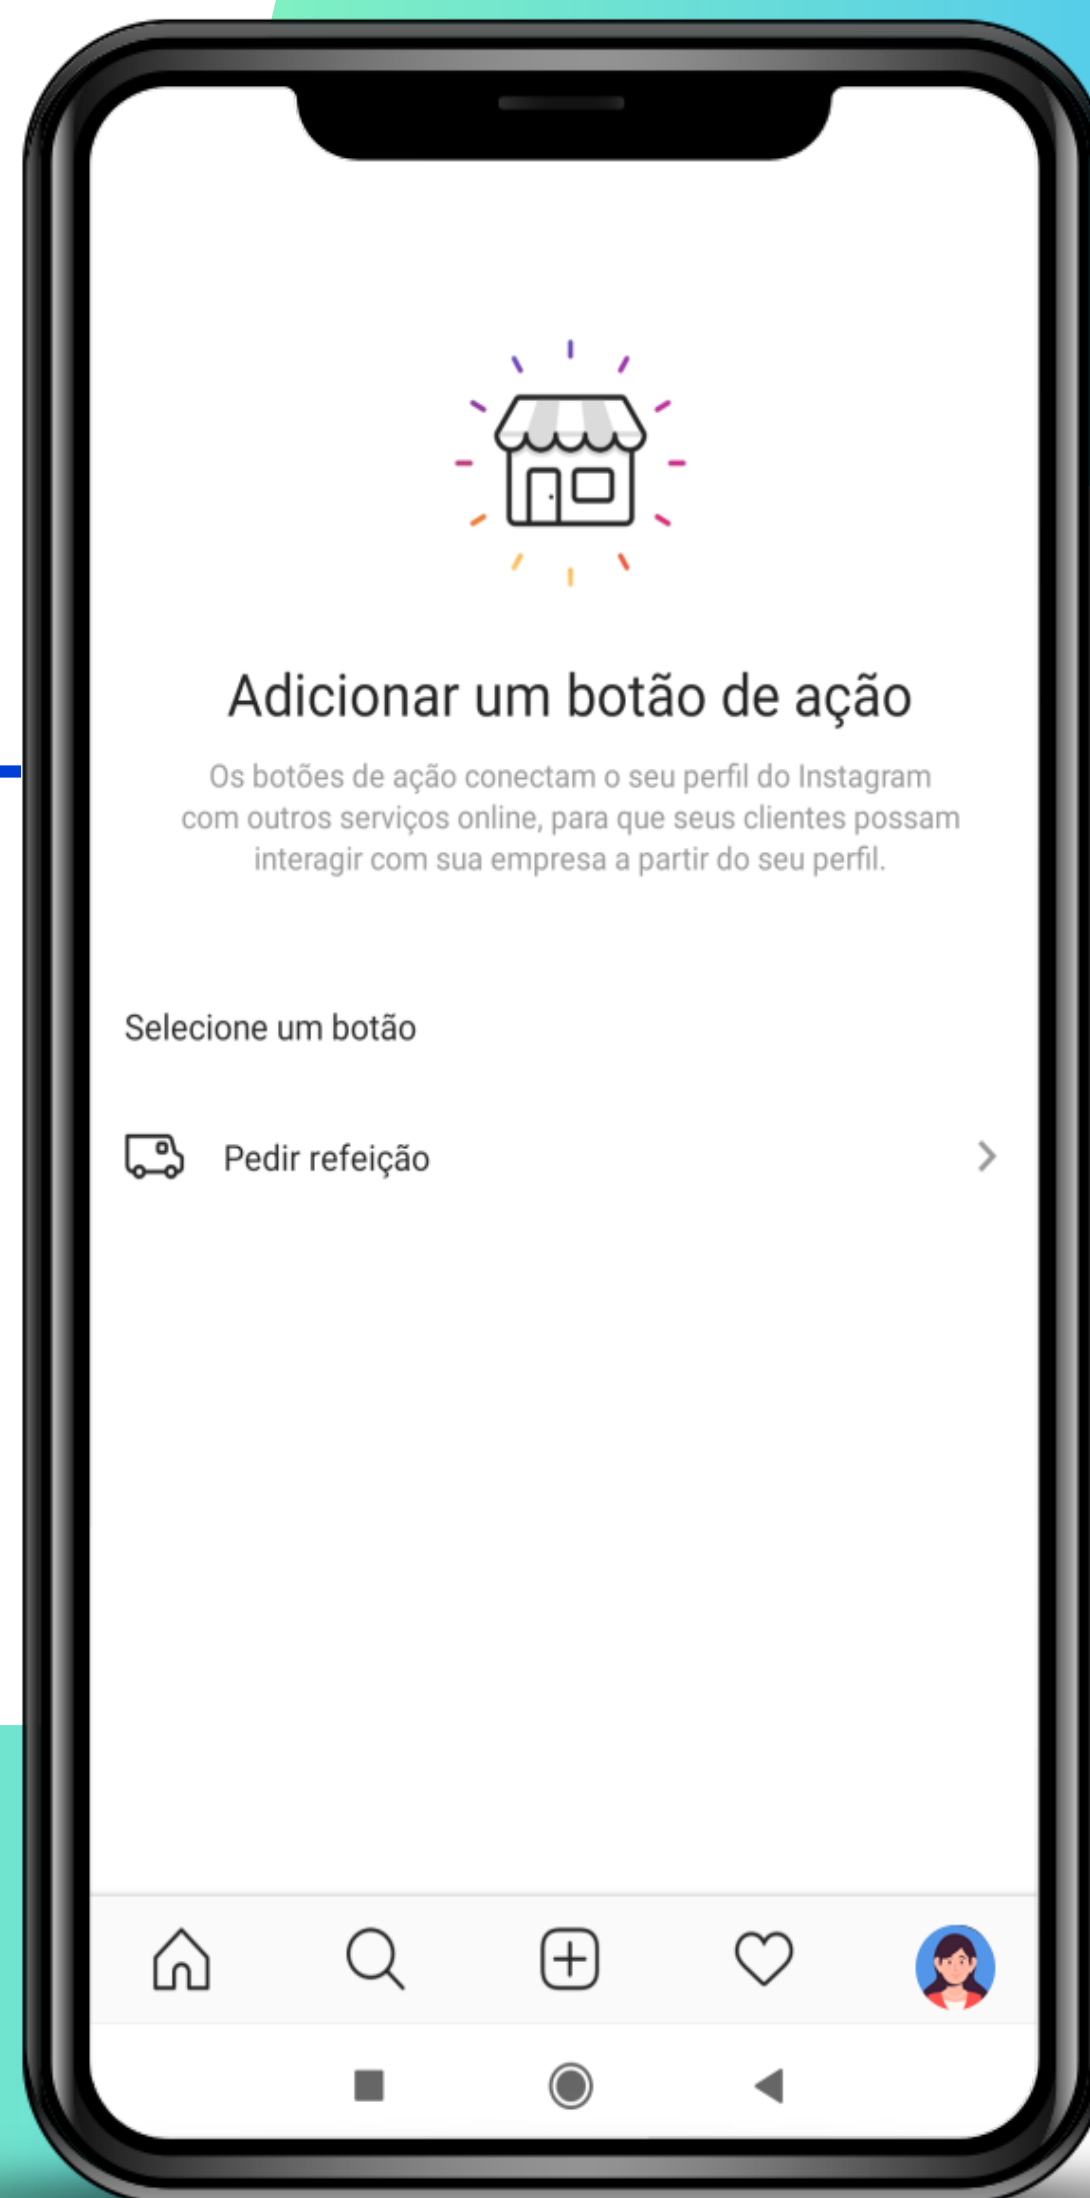 Adicionar um botão de ação
Os botões de ação conectam o seu perfil do Instagram
com outros serviços online, para que seus clientes possam
interagir com sua empresa a partir do seu perfil.
Selecione um botão
Pedir refeição